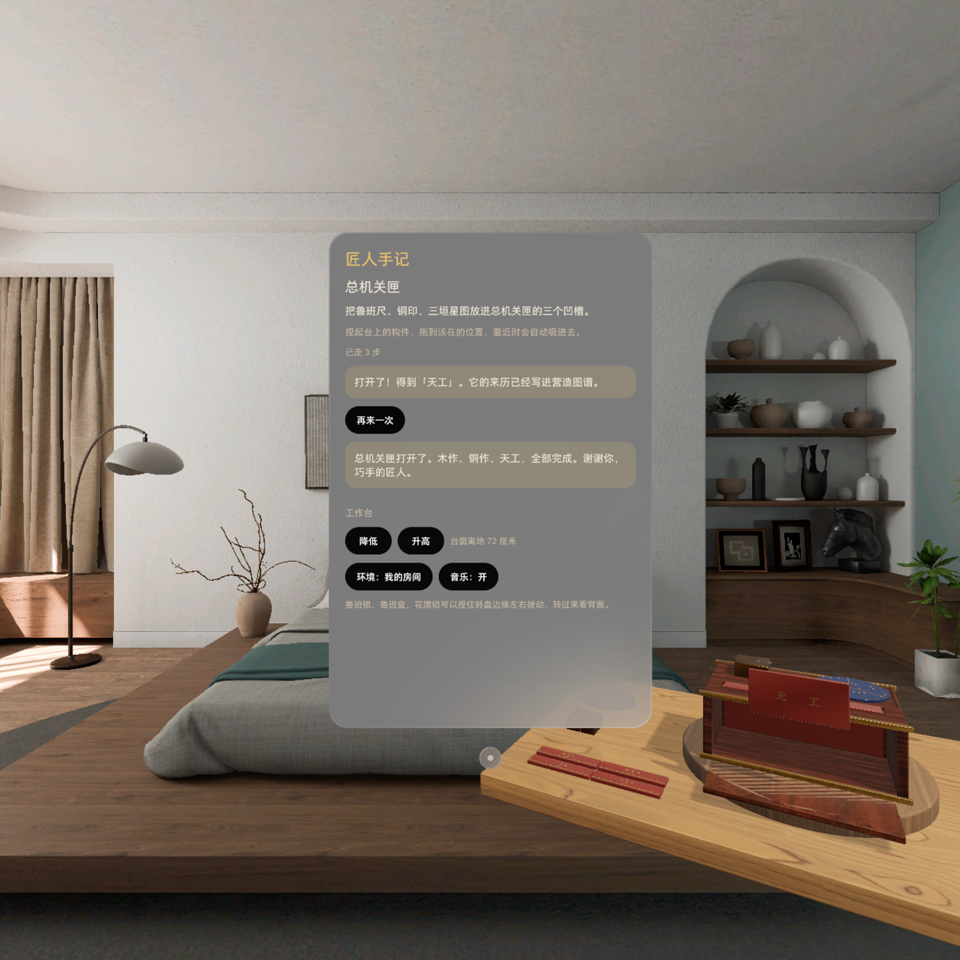 匠人手记
总机关匣
把鲁班尺、铜印、三垣星图放进总机关匣的三个凹槽。
捏起台上的构件，拖到该在的位置，靠近时会自动吸进去。
已走 3 步
打开了！得到「天工」。它的来历已经写进营造图谱。
再来一次
总机关匣打开了。木作、铜作、天工，全部完成。谢谢你，
巧手的匠人。
工作台
降低
升高
台面离地 72 厘米
环境：我的房间
音乐：开
鲁班锁、鲁班盒、花旗锁可以捏住转盘边缘左右拨动，转过来看背面。
天 工